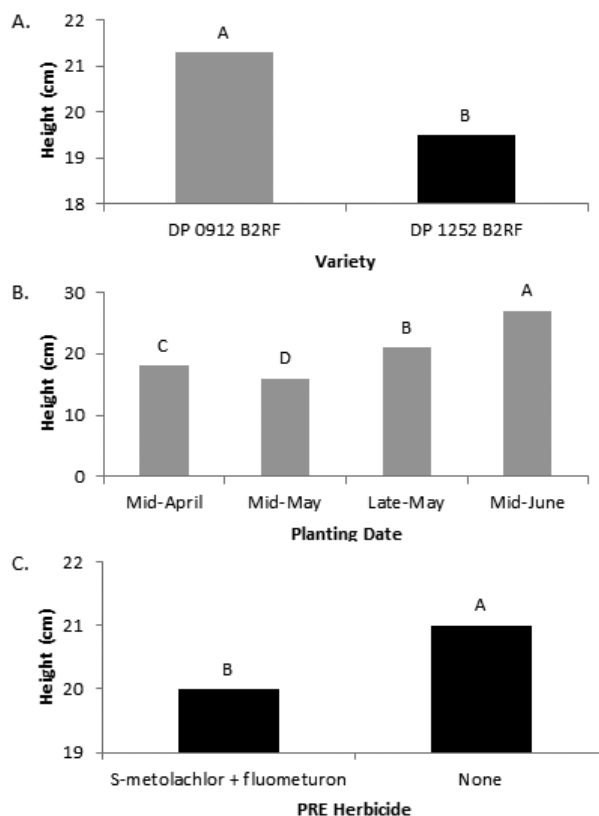 A.
22
21
20
19
18
Height (cm)
A
B
DP 0912 B2RF
DP 1252 B2RF
Variety
B.
30
20
10
0
Height (cm)
C
D
B
A
Mid-April
Mid-May
Late-May
Mid-June
Planting Date
C.
22
21
20
19
Height (cm)
B
A
S-metolachlor + fluometuron
None
PRE Herbicide